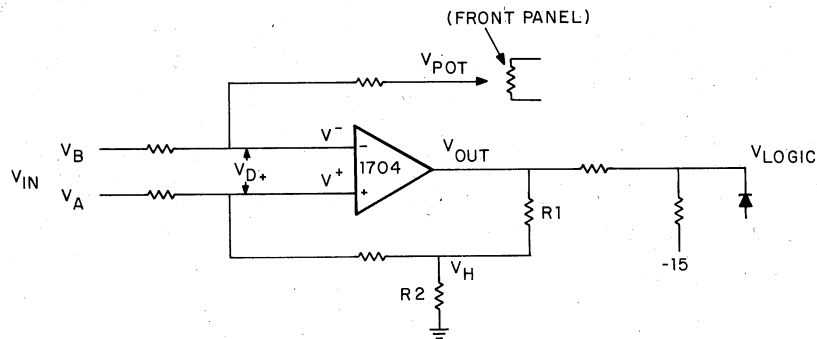 (FRONT PANEL)
VPOT
VB
V-
-
VD+
1704
VOUT
VLOGIC
VIN
VA
V+
+
R1
-15
VH
R2